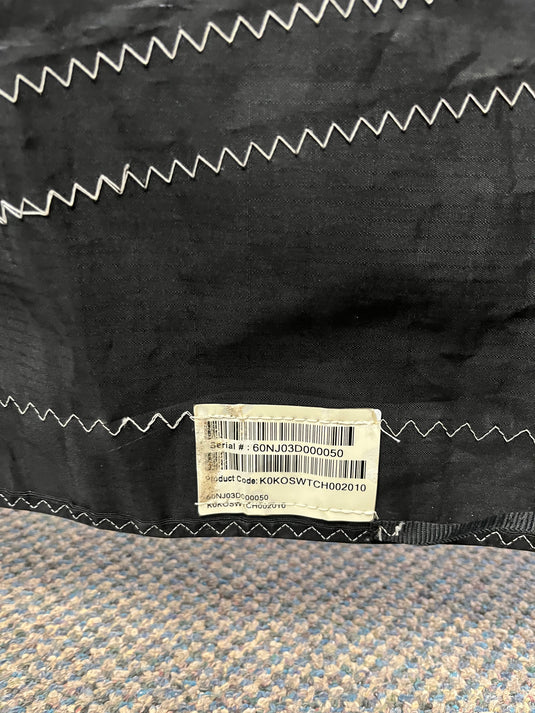 Serial # : 60NJ03D000050
Product Code: K0KOSWTCH002010
60NJ03D000050
K0KOSWTCH002010